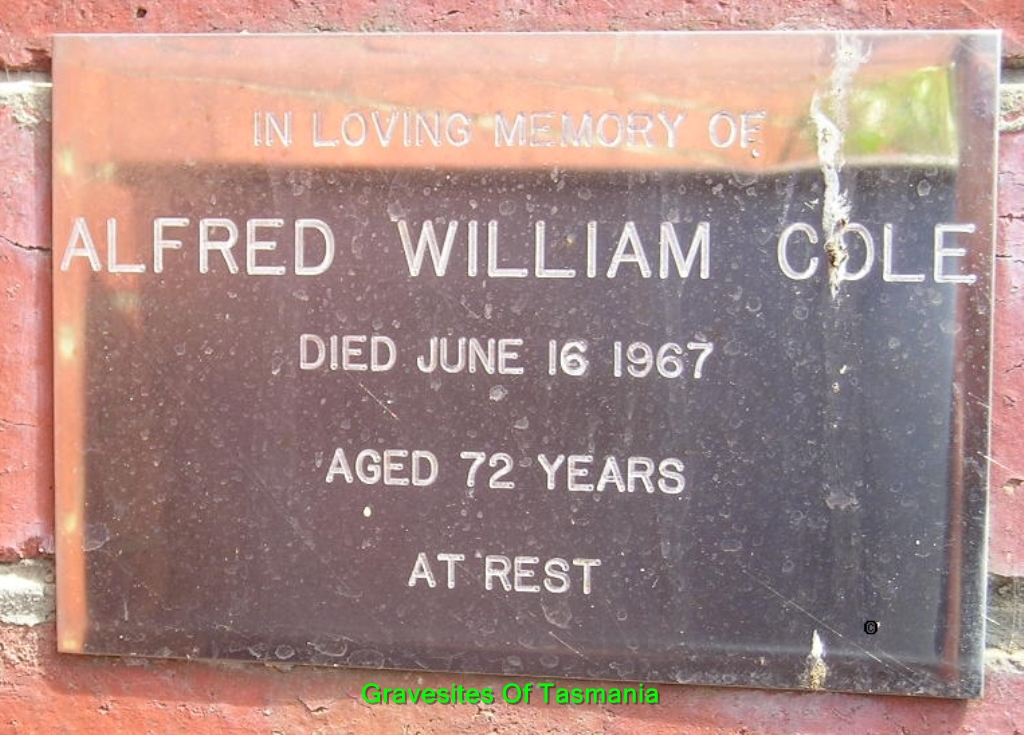 IN LOVING MEMORY OF
ALFRED WILLIAM COLE
DIED JUNE 16 1967
AGED 72 YEARS
AT REST
©
Gravesites Of Tasmania